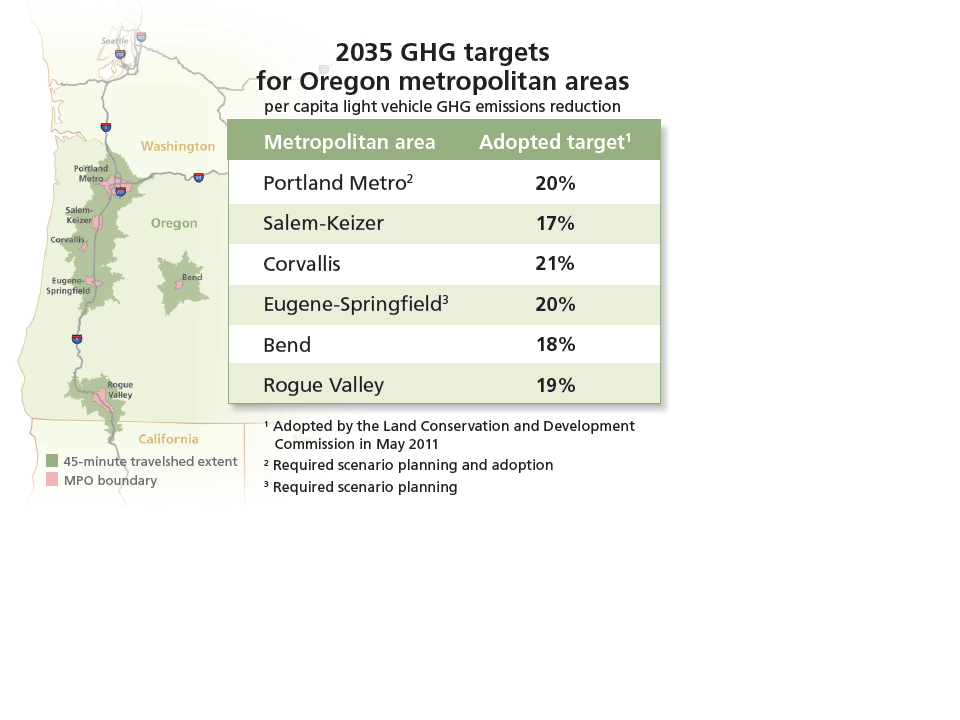 2035 GHG targets
for Oregon metropolitan areas
per capita light vehicle GHG emissions reduction
Metropolitan area Adopted target¹
Portland Metro² 20%
Salem-Keizer 17%
Corvallis 21%
Eugene-Springfield³ 20%
Bend 18%
Rogue Valley 19%
¹ Adopted by the Land Conservation and Development
Commission in May 2011
² Required scenario planning and adoption
³ Required scenario planning
Seattle
Washington
Portland
Metro
Salem-
Keizer
Oregon
Corvallis
Eugene-
Springfield
Bend
Rogue
Valley
California
45-minute travelshed extent
MPO boundary